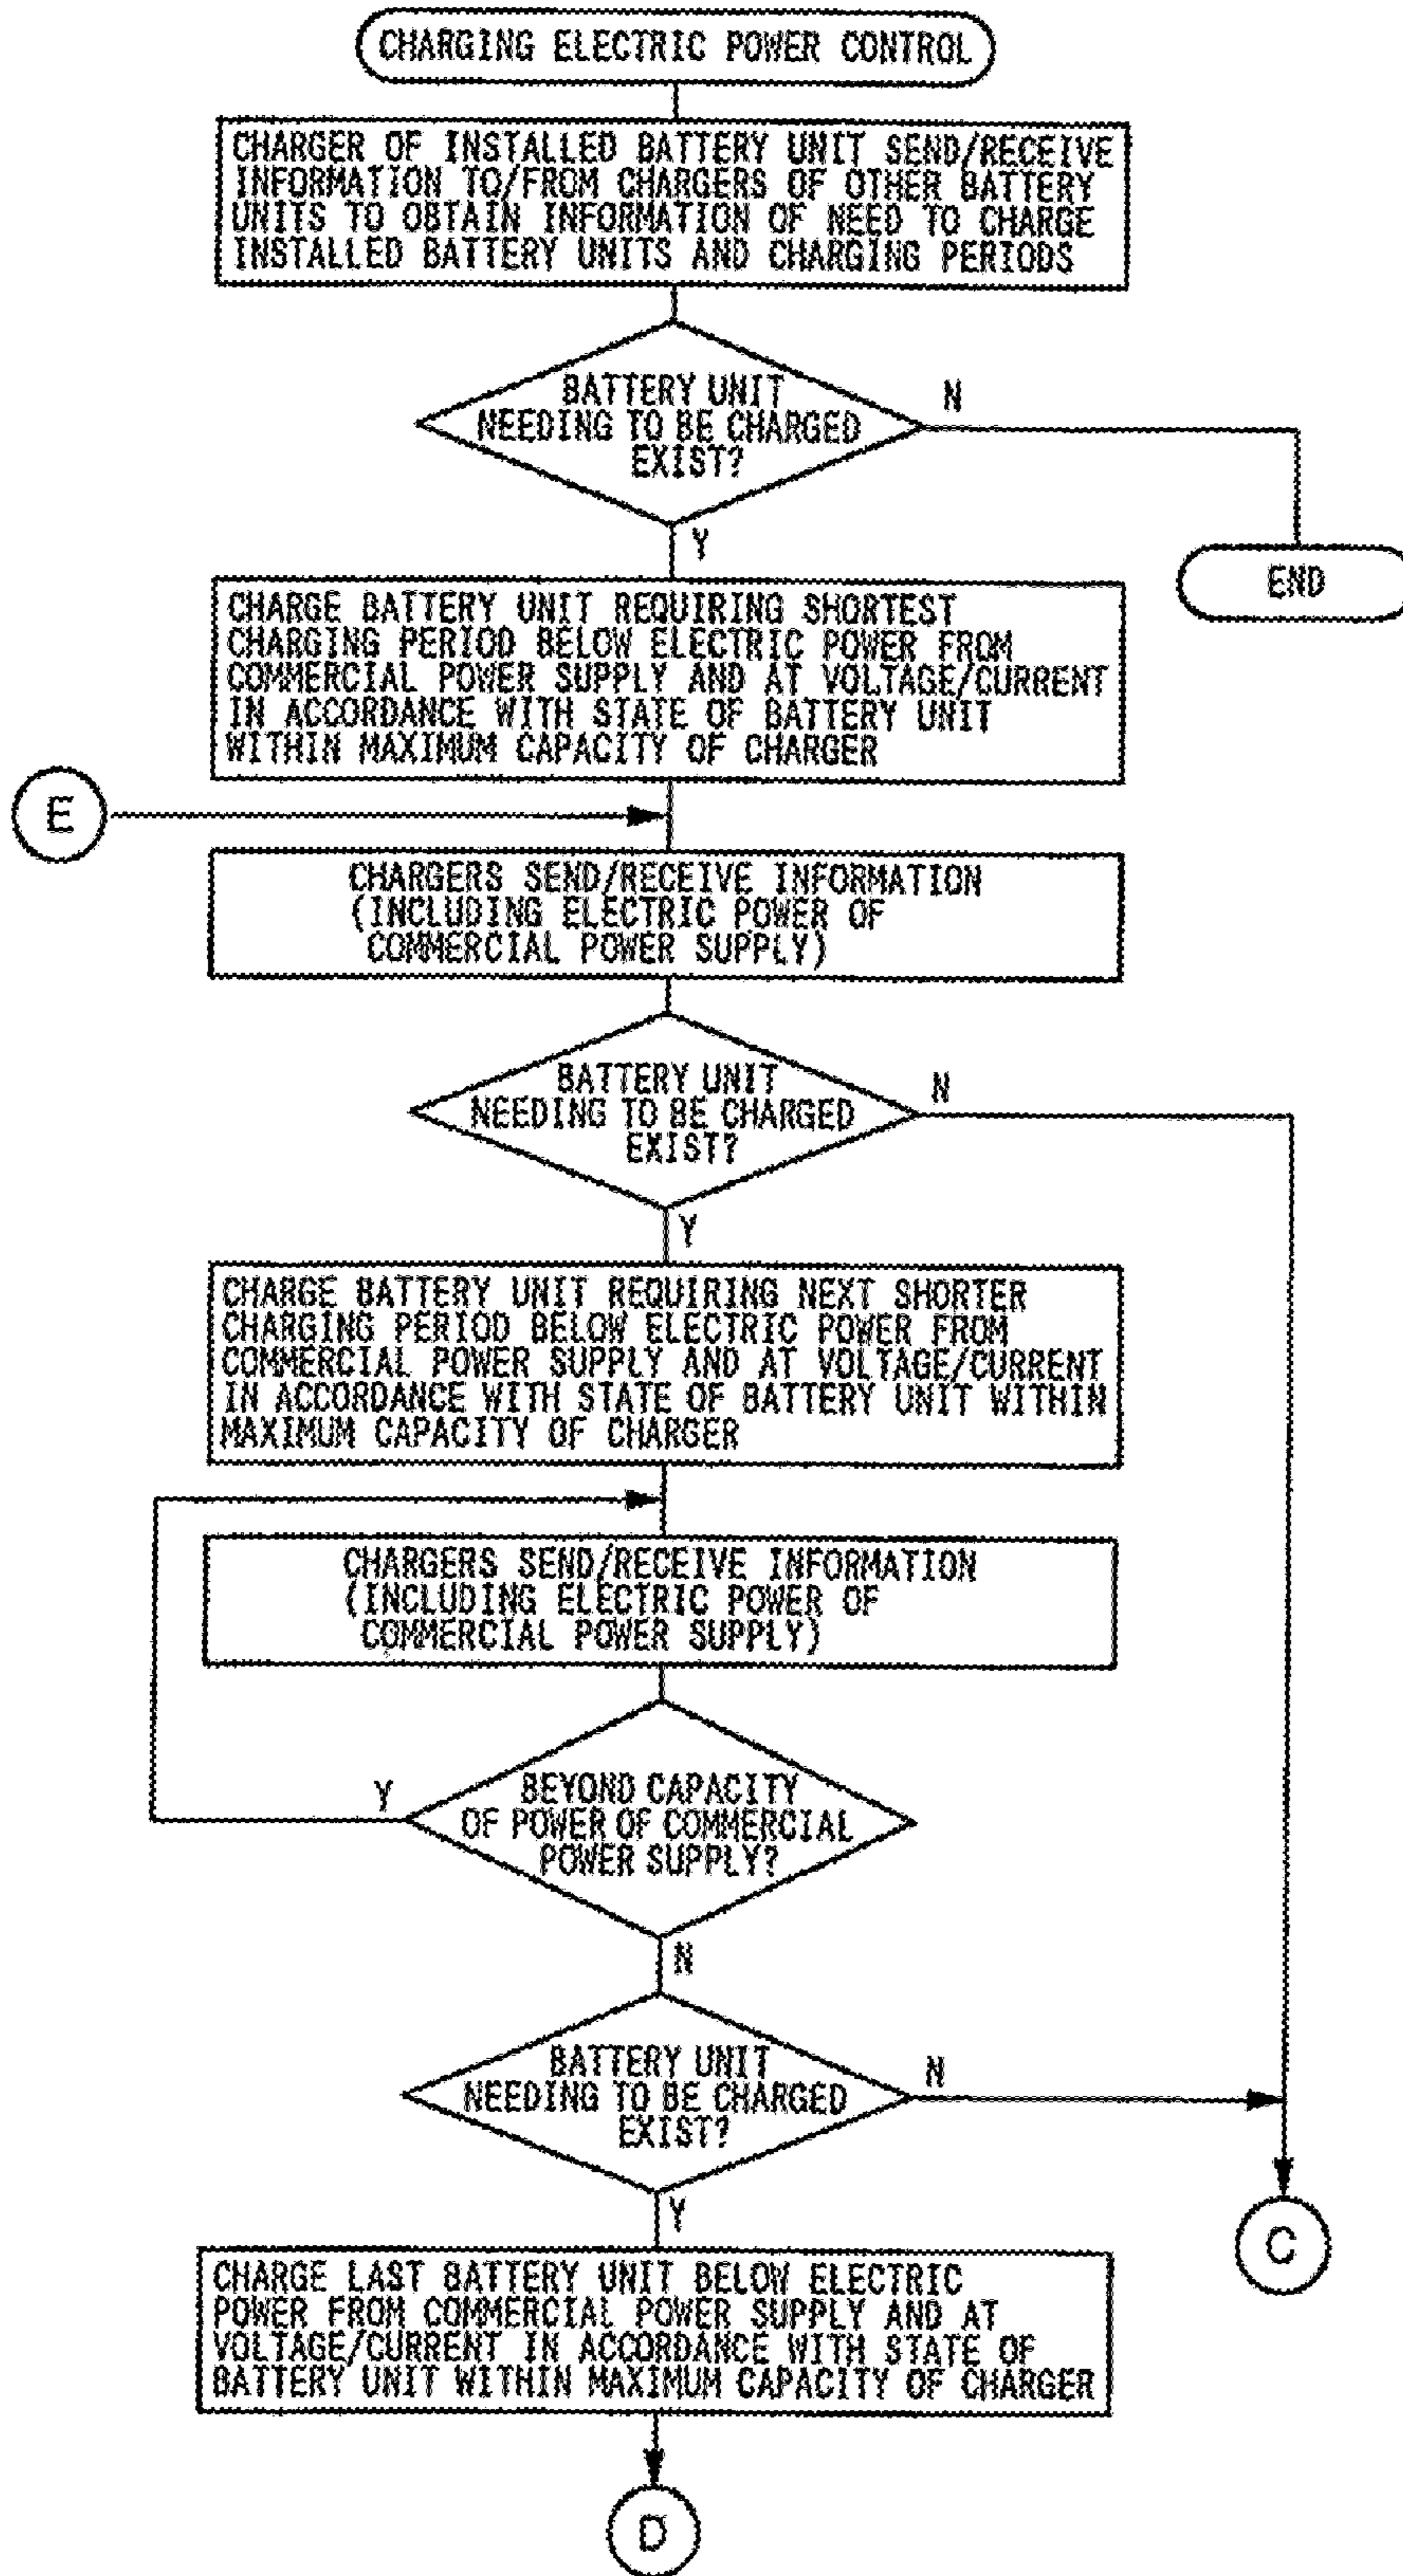 CHARGING ELECTRIC POWER CONTROL
CHARGER OF INSTALLED BATTERY UNIT SEND/RECEIVE
INFORMATION TO/FROM CHARGERS OF OTHER BATTERY
UNITS TO OBTAIN INFORMATION OF NEED TO CHARGE
INSTALLED BATTERY UNITS AND CHARGING PERIODS
BATTERY UNIT
NEEDING TO BE CHARGED
EXIST?
N
Y
END
CHARGE BATTERY UNIT REQUIRING SHORTEST
CHARGING PERIOD BELOW ELECTRIC POWER FROM
COMMERCIAL POWER SUPPLY AND AT VOLTAGE/CURRENT
IN ACCORDANCE WITH STATE OF BATTERY UNIT
WITHIN MAXIMUM CAPACITY OF CHARGER
E
CHARGERS SEND/RECEIVE INFORMATION
(INCLUDING ELECTRIC POWER OF
COMMERCIAL POWER SUPPLY)
BATTERY UNIT
NEEDING TO BE CHARGED
EXIST?
N
Y
CHARGE BATTERY UNIT REQUIRING NEXT SHORTER
CHARGING PERIOD BELOW ELECTRIC POWER FROM
COMMERCIAL POWER SUPPLY AND AT VOLTAGE/CURRENT
IN ACCORDANCE WITH STATE OF BATTERY UNIT WITHIN
MAXIMUM CAPACITY OF CHARGER
CHARGERS SEND/RECEIVE INFORMATION
(INCLUDING ELECTRIC POWER OF
COMMERCIAL POWER SUPPLY)
Y
BEYOND CAPACITY
OF POWER OF COMMERCIAL
POWER SUPPLY?
N
BATTERY UNIT
NEEDING TO BE CHARGED
EXIST?
N
Y
C
CHARGE LAST BATTERY UNIT BELOW ELECTRIC
POWER FROM COMMERCIAL POWER SUPPLY AND AT
VOLTAGE/CURRENT IN ACCORDANCE WITH STATE OF
BATTERY UNIT WITHIN MAXIMUM CAPACITY OF CHARGER
D